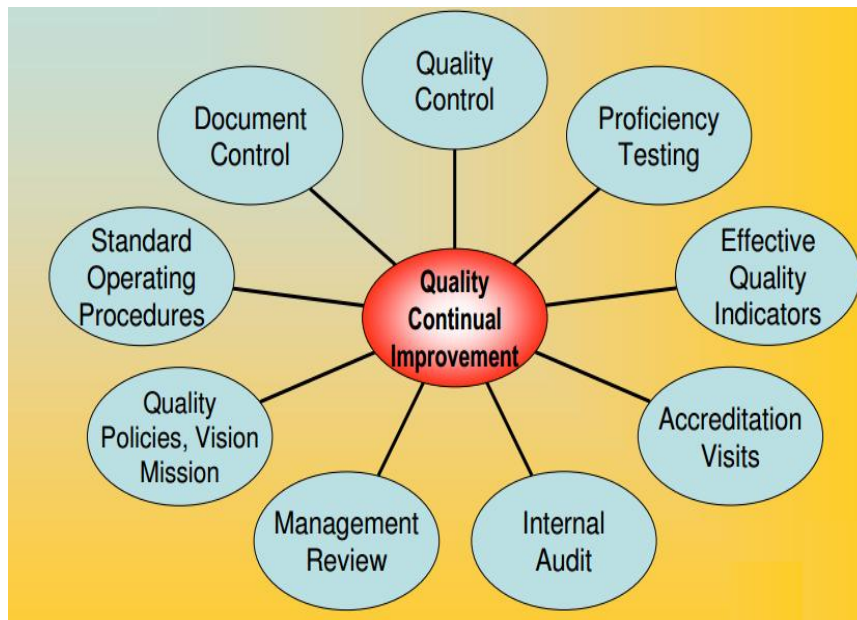 Quality
Control
Proficiency
Testing
Effective
Quality
Indicators
Accreditation
Visits
Internal
Audit
Management
Review
Quality
Policies, Vision
Mission
Standard
Operating
Procedures
Document
Control
Quality
Continual
Improvement